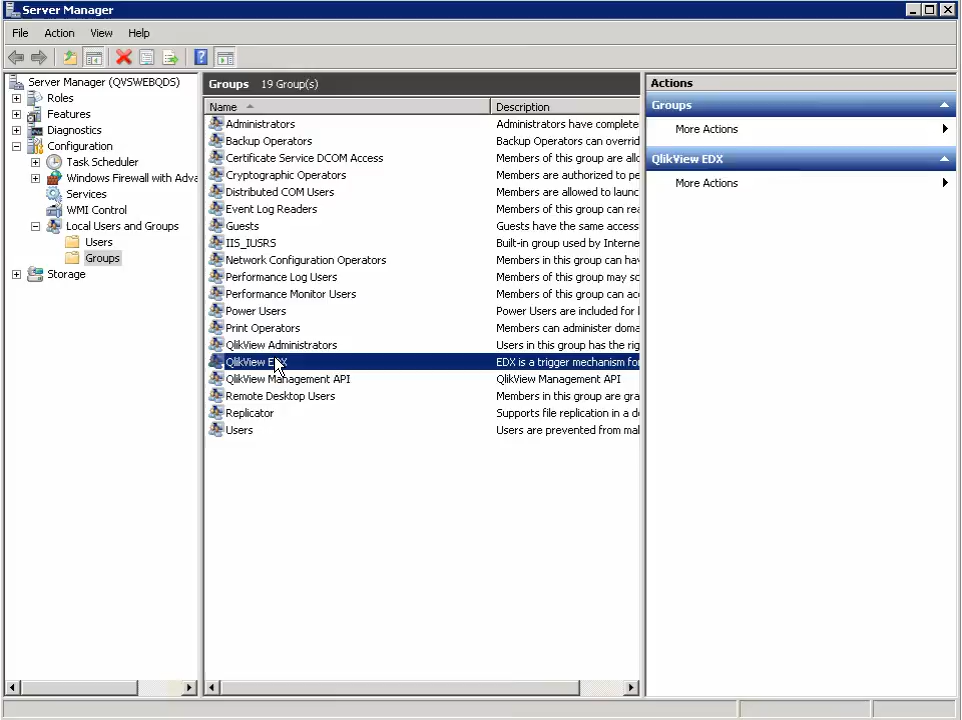 Server Manager
File Action View Help
Server Manager (QVSWEBQDS)
Roles
Features
Diagnostics
Configuration
Task Scheduler
Windows Firewall with Adva
Services
WMI Control
Local Users and Groups
Users
Groups
Storage
Groups 19 Group(s)
Name Description
Administrators Administrators have complete
Backup Operators Backup Operators can overrid
Certificate Service DCOM Access Members of this group are allo
Cryptographic Operators Members are authorized to pe
Distributed COM Users Members are allowed to launc
Event Log Readers Members of this group can rea
Guests Guests have the same access
IIS_IUSRS Built-in group used by Interne
Network Configuration Operators Members in this group can hav
Performance Log Users Members of this group may sc
Performance Monitor Users Members of this group can acc
Power Users Power Users are included for l
Print Operators Members can administer doma
QlikView Administrators Users in this group has the rig
QlikView EDX EDX is a trigger mechanism for
QlikView Management API QlikView Management API
Remote Desktop Users Members in this group are gra
Replicator Supports file replication in a do
Users Users are prevented from mak
Actions
Groups
More Actions
QlikView EDX
More Actions